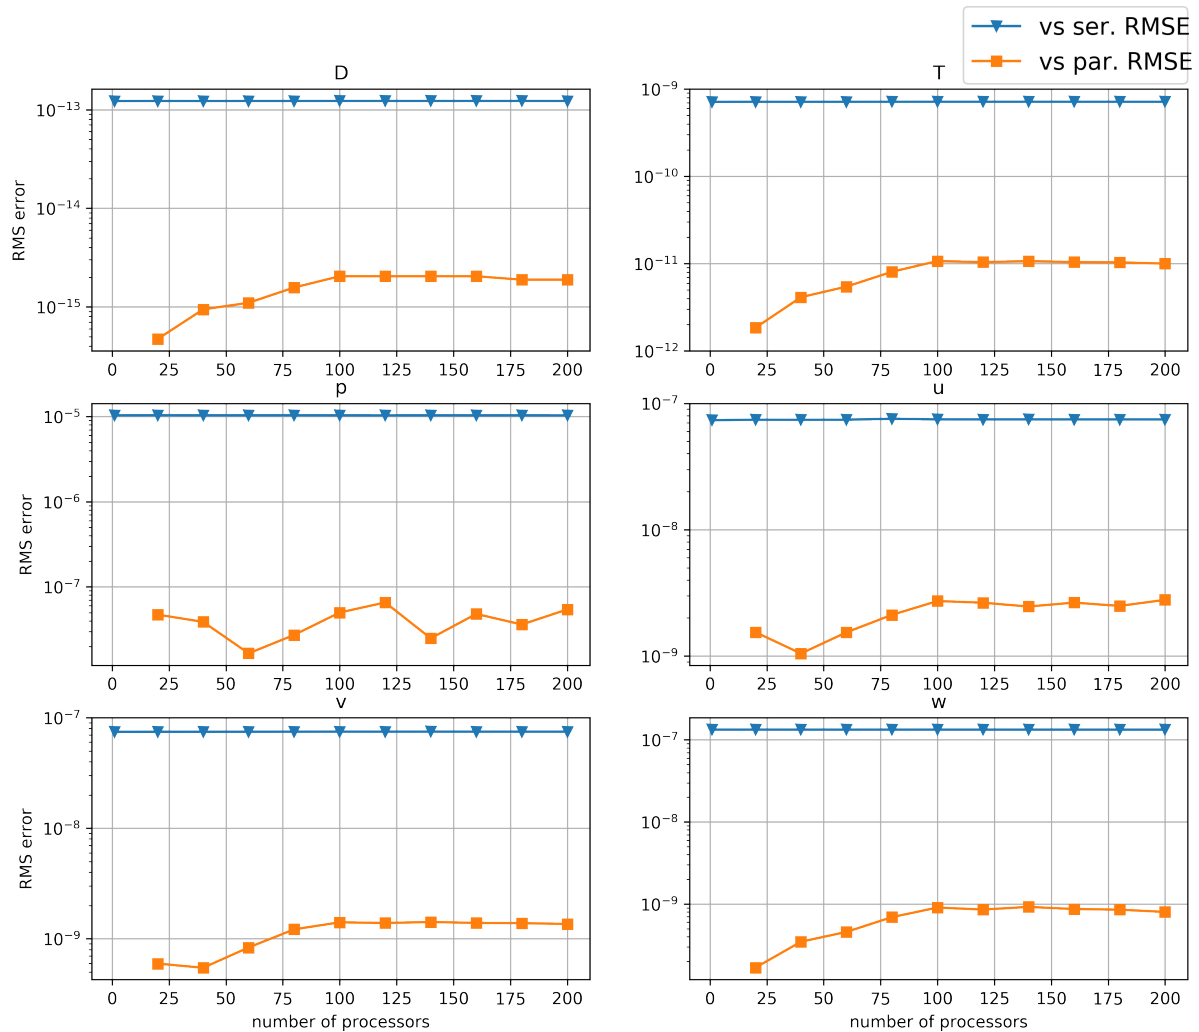 vs ser. RMSE
vs par. RMSE
D
T
RMS error
10⁻¹³
10⁻¹⁴
10⁻¹⁵
0 25 50 75 100 125 150 175 200
10⁻⁹
10⁻¹⁰
10⁻¹¹
10⁻¹²
0 25 50 75 100 125 150 175 200
p
u
RMS error
10⁻⁵
10⁻⁶
10⁻⁷
0 25 50 75 100 125 150 175 200
10⁻⁷
10⁻⁸
10⁻⁹
0 25 50 75 100 125 150 175 200
v
w
RMS error
10⁻⁷
10⁻⁸
10⁻⁹
0 25 50 75 100 125 150 175 200
number of processors
10⁻⁷
10⁻⁸
10⁻⁹
0 25 50 75 100 125 150 175 200
number of processors